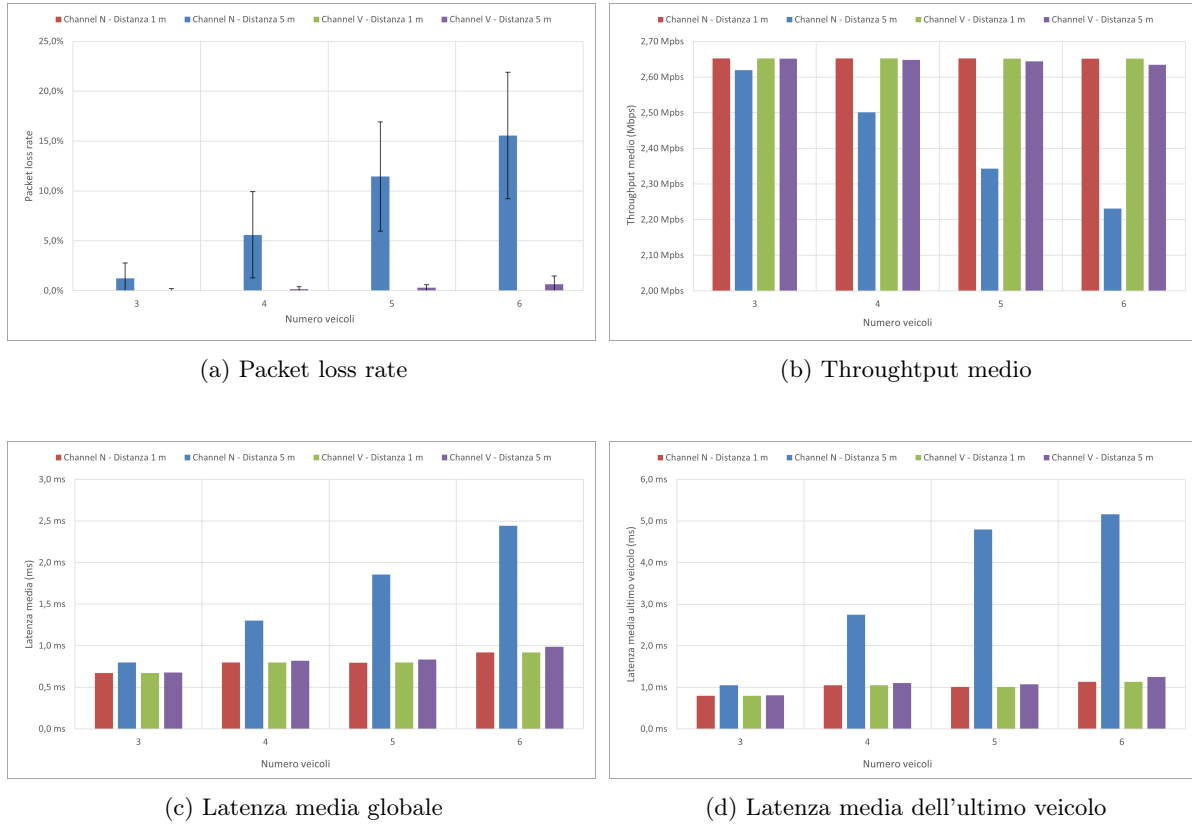 Channel N - Distanza 1 m Channel N - Distanza 5 m Channel V - Distanza 1 m Channel V - Distanza 5 m
25,0%
20,0%
15,0%
10,0%
5,0%
0,0%
Packet loss rate
3 4 5 6
Numero veicoli
(a) Packet loss rate
Channel N - Distanza 1 m Channel N - Distanza 5 m Channel V - Distanza 1 m Channel V - Distanza 5 m
2,70 Mpbs
2,60 Mpbs
2,50 Mpbs
2,40 Mpbs
2,30 Mpbs
2,20 Mpbs
2,10 Mpbs
2,00 Mpbs
Throughput medio (Mbps)
3 4 5 6
Numero veicoli
(b) Throughtput medio
Channel N - Distanza 1 m Channel N - Distanza 5 m Channel V - Distanza 1 m Channel V - Distanza 5 m
3,0 ms
2,5 ms
2,0 ms
1,5 ms
1,0 ms
0,5 ms
0,0 ms
Latenza media (ms)
3 4 5 6
Numero veicoli
(c) Latenza media globale
Channel N - Distanza 1 m Channel N - Distanza 5 m Channel V - Distanza 1 m Channel V - Distanza 5 m
6,0 ms
5,0 ms
4,0 ms
3,0 ms
2,0 ms
1,0 ms
0,0 ms
Latenza media ultimo veicolo (ms)
3 4 5 6
Numero veicoli
(d) Latenza media dell'ultimo veicolo